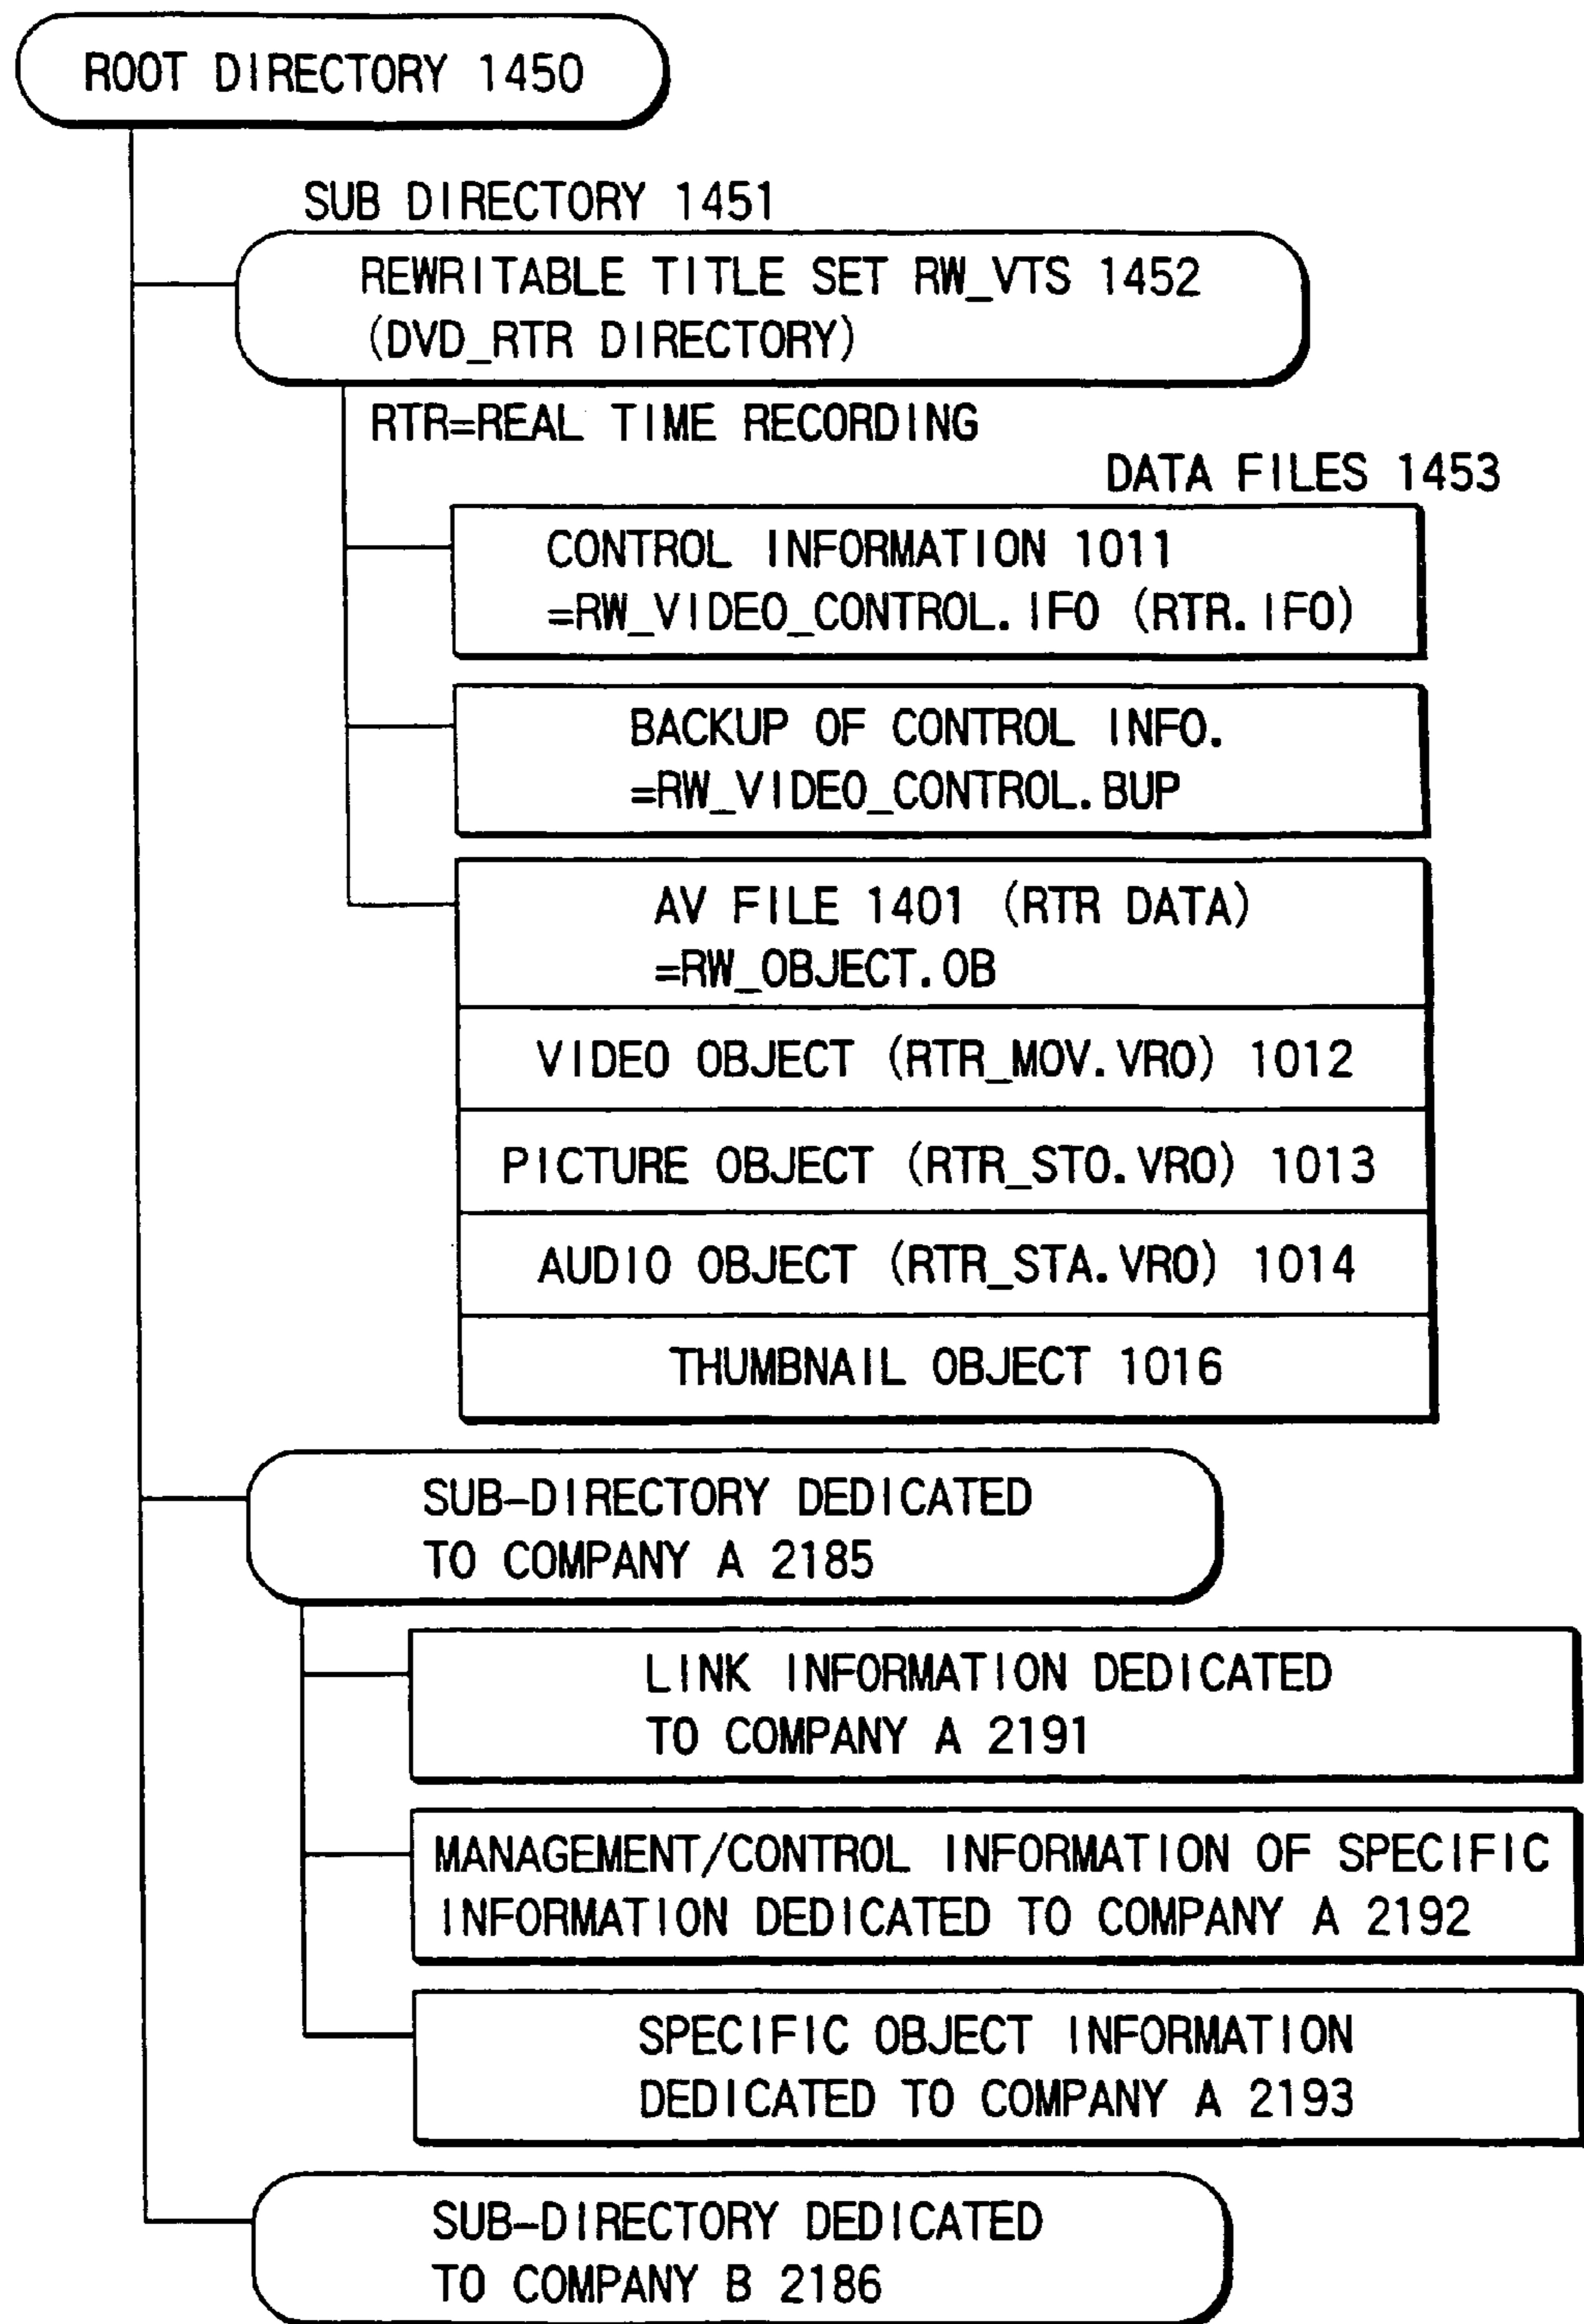 ROOT DIRECTORY 1450
SUB DIRECTORY 1451
REWRITABLE TITLE SET RW_VTS 1452
(DVD_RTR DIRECTORY)
RTR=REAL TIME RECORDING
DATA FILES 1453
CONTROL INFORMATION 1011
=RW_VIDEO_CONTROL.IFO (RTR.IFO)
BACKUP OF CONTROL INFO.
=RW_VIDEO_CONTROL.BUP
AV FILE 1401 (RTR DATA)
=RW_OBJECT.OB
VIDEO OBJECT (RTR_MOV.VRO) 1012
PICTURE OBJECT (RTR_STO.VRO) 1013
AUDIO OBJECT (RTR_STA.VRO) 1014
THUMBNAIL OBJECT 1016
SUB-DIRECTORY DEDICATED
TO COMPANY A 2185
LINK INFORMATION DEDICATED
TO COMPANY A 2191
MANAGEMENT/CONTROL INFORMATION OF SPECIFIC
INFORMATION DEDICATED TO COMPANY A 2192
SPECIFIC OBJECT INFORMATION
DEDICATED TO COMPANY A 2193
SUB-DIRECTORY DEDICATED
TO COMPANY B 2186